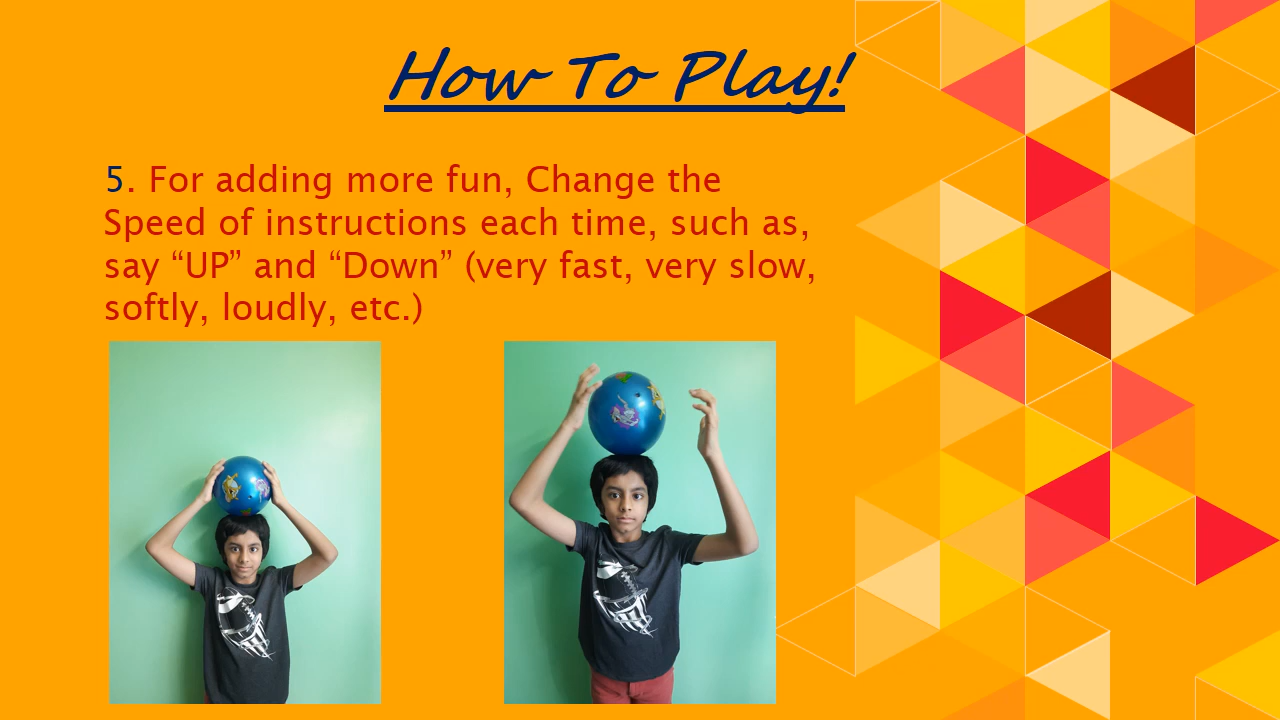 How To Play!
5. For adding more fun, Change the
Speed of instructions each time, such as,
say “UP” and “Down” (very fast, very slow,
softly, loudly, etc.)